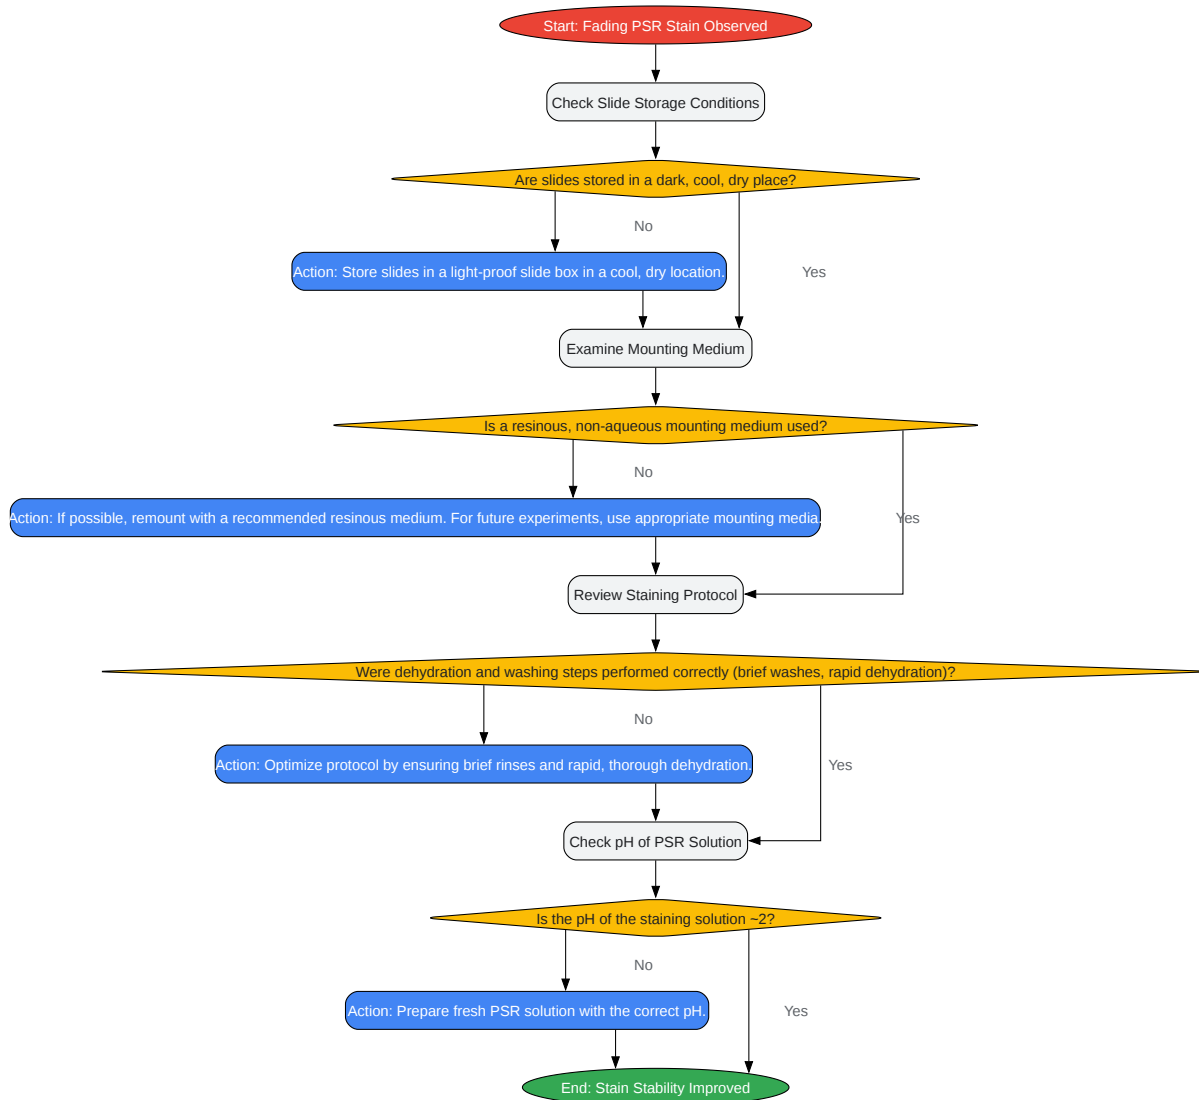 Start: Fading PSR Stain Observed
Check Slide Storage Conditions
Are slides stored in a dark, cool, dry place?
No
Action: Store slides in a light-proof slide box in a cool, dry location.
Yes
Examine Mounting Medium
Is a resinous, non-aqueous mounting medium used?
No
Action: If possible, remount with a recommended resinous medium. For future experiments, use appropriate mounting media.
Yes
Review Staining Protocol
Were dehydration and washing steps performed correctly (brief washes, rapid dehydration)?
No
Action: Optimize protocol by ensuring brief rinses and rapid, thorough dehydration.
Yes
Check pH of PSR Solution
Is the pH of the staining solution ~2?
No
Action: Prepare fresh PSR solution with the correct pH.
Yes
End: Stain Stability Improved